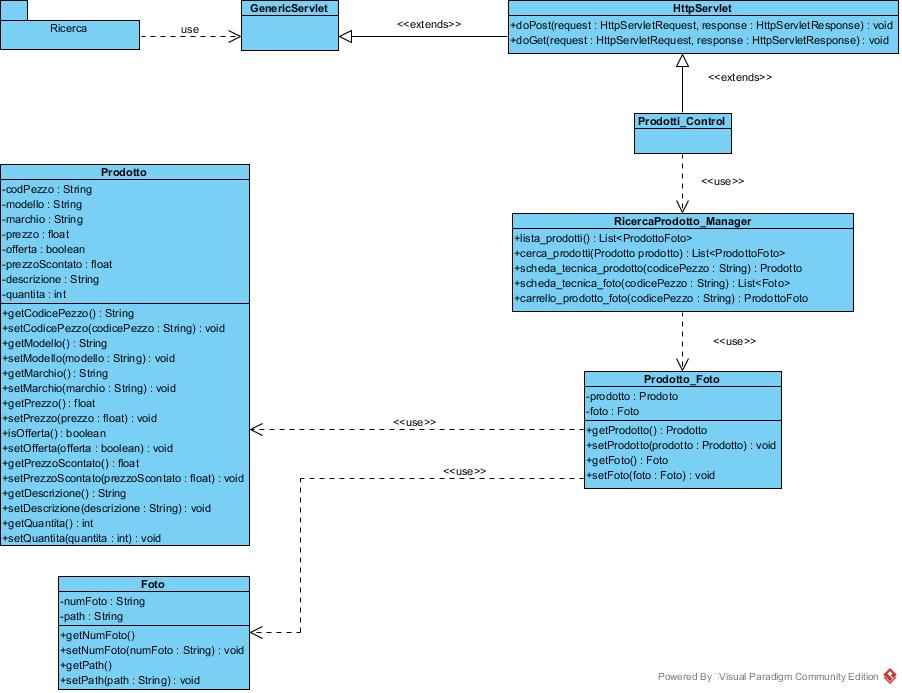 Ricerca
use
GenericServlet
<<extends>>
HttpServlet
+doPost(request : HttpServletRequest, response : HttpServletResponse) : void
+doGet(request : HttpServletRequest, response : HttpServletResponse) : void
<<extends>>
Prodotti_Control
<<use>>
RicercaProdotto_Manager
+lista_prodotti() : List<ProdottoFoto>
+cerca_prodotti(Prodotto prodotto) : List<ProdottoFoto>
+scheda_tecnica_prodotto(codicePezzo : String) : Prodotto
+scheda_tecnica_foto(codicePezzo : String) : List<Foto>
+carrello_prodotto_foto(codicePezzo : String) : ProdottoFoto
<<use>>
Prodotto_Foto
-prodotto : Prodoto
-foto : Foto
+getProdotto() : Prodotto
+setProdotto(prodotto : Prodotto) : void
+getFoto() : Foto
+setFoto(foto : Foto) : void
<<use>>
<<use>>
Prodotto
-codPezzo : String
-modello : String
-marchio : String
-prezzo : float
-offerta : boolean
-prezzoScontato : float
-descrizione : String
-quantita : int
+getCodicePezzo() : String
+setCodicePezzo(codicePezzo : String) : void
+getModello() : String
+setModello(modello : String) : void
+getMarchio() : String
+setMarchio(marchio : String) : void
+getPrezzo() : float
+setPrezzo(prezzo : float) : void
+isOfferta() : boolean
+setOfferta(offerta : boolean) : void
+getPrezzoScontato() : float
+setPrezzoScontato(prezzoScontato : float) : void
+getDescrizione() : String
+setDescrizione(descrizione : String) : void
+getQuantita() : int
+setQuantita(quantita : int) : void
Foto
-numFoto : String
-path : String
+getNumFoto()
+setNumFoto(numFoto : String) : void
+getPath()
+setPath(path : String) : void
Powered By Visual Paradigm Community Edition